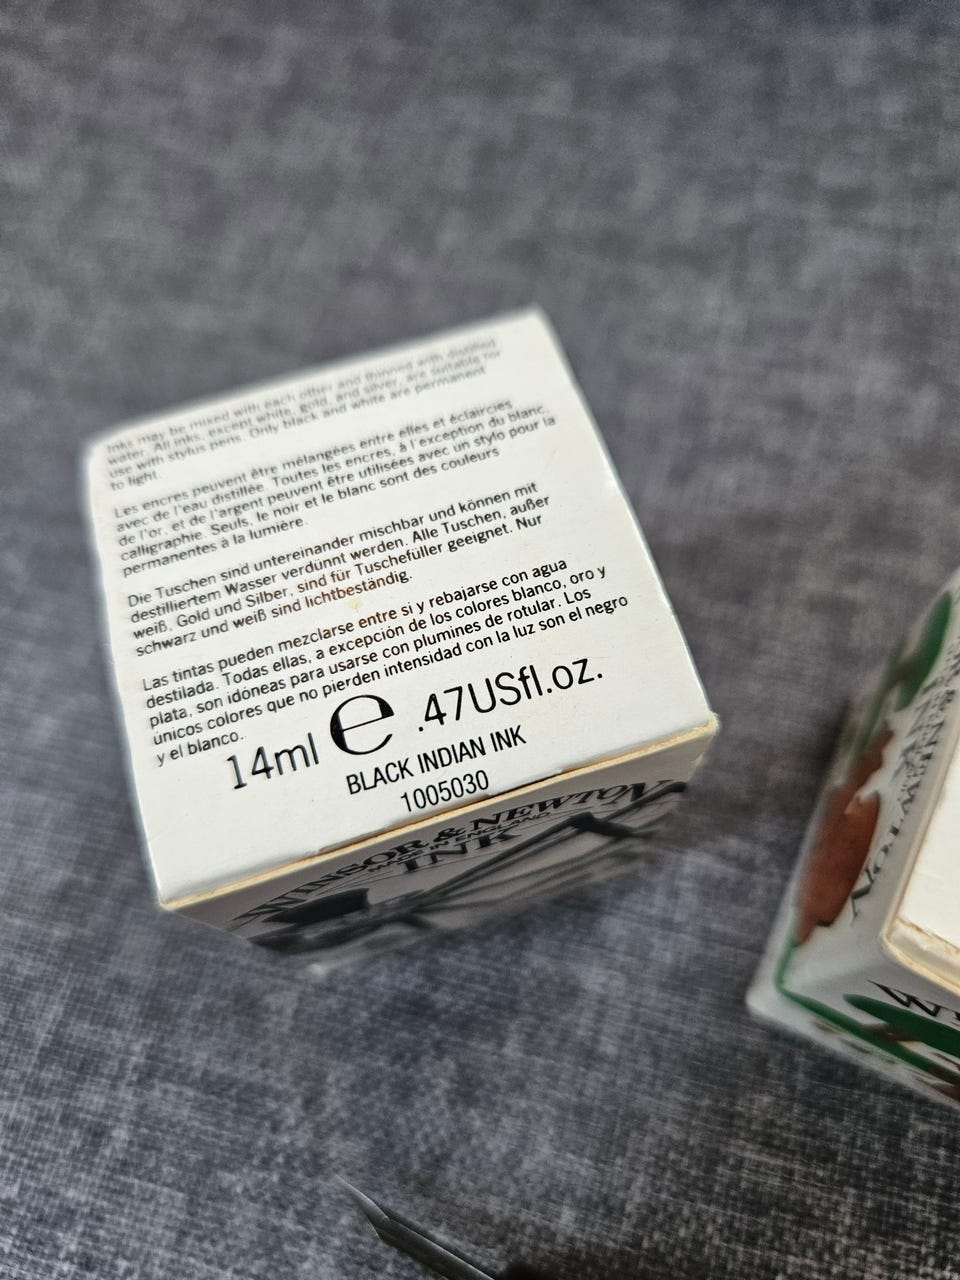 Inks may be mixed with each other and thinned with distilled
water. All inks, except white, gold, and silver, are suitable for
use with stylus pens. Only black and white are permanent
to light.
Les encres peuvent être mélangées entre elles et éclaircies
avec de l'eau distillée. Toutes les encres, à l'exception du blanc,
de l'or, et de l'argent peuvent être utilisées avec un stylo pour la
calligraphie. Seuls, le noir et le blanc sont des couleurs
permanentes à la lumière.
Die Tuschen sind untereinander mischbar und können mit
destilliertem Wasser verdünnt werden. Alle Tuschen, außer
weiß, Gold und Silber, sind für Tuschefüller geeignet. Nur
schwarz und weiß sind lichtbeständig.
Las tintas pueden mezclarse entre si y rebajarse con agua
destilada. Todas ellas, a excepción de los colores blanco, oro y
plata, son idóneas para usarse con plumines de rotular. Los
únicos colores que no pierden intensidad con la luz son el negro
y el blanco.
14ml e .47USfl.oz.
BLACK INDIAN INK
1005030
WINSOR & NEWTON
MADE IN ENGLAND
INK